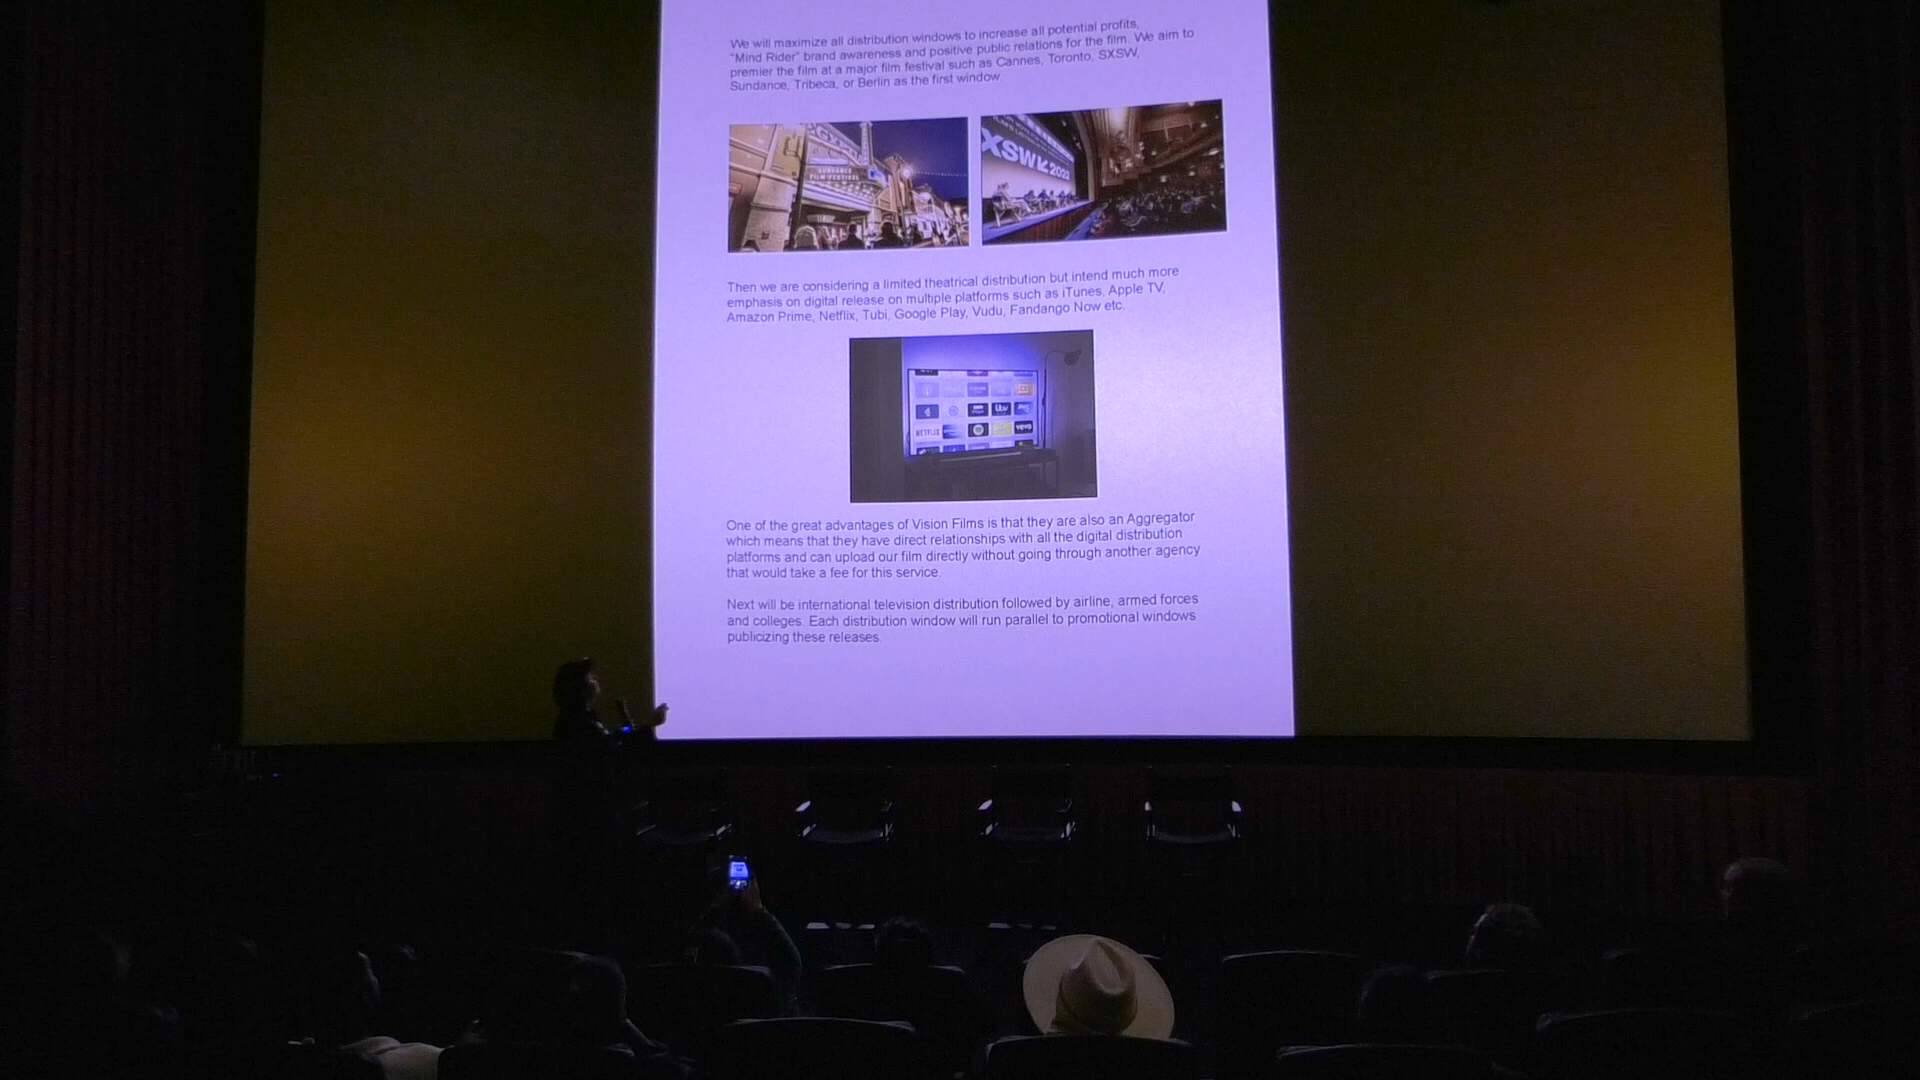 We will maximize all distribution windows to increase all potential profits,
"Mind Rider" brand awareness and positive public relations for the film. We aim to
premier the film at a major film festival such as Cannes, Toronto, SXSW,
Sundance, Tribeca, or Berlin as the first window.
SUNDANCE
FILM FESTIVAL
SXSW 2022
Then we are considering a limited theatrical distribution but intend much more
emphasis on digital release on multiple platforms such as iTunes, Apple TV,
Amazon Prime, Netflix, Tubi, Google Play, Vudu, Fandango Now etc.
itv
NETFLIX
vevo
One of the great advantages of Vision Films is that they are also an Aggregator
which means that they have direct relationships with all the digital distribution
platforms and can upload our film directly without going through another agency
that would take a fee for this service.
Next will be international television distribution followed by airline, armed forces
and colleges. Each distribution window will run parallel to promotional windows
publicizing these releases.